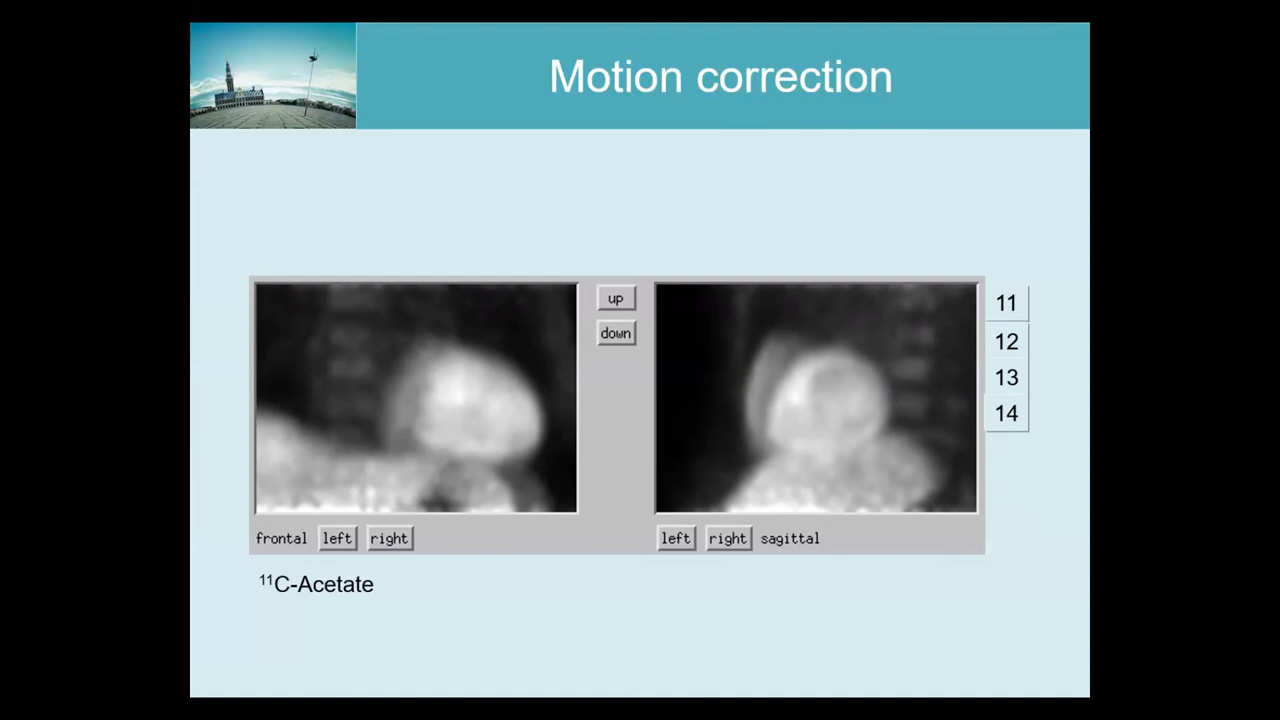 Motion correction
up
down
11
12
13
14
frontal left right
left right sagittal
¹¹C-Acetate